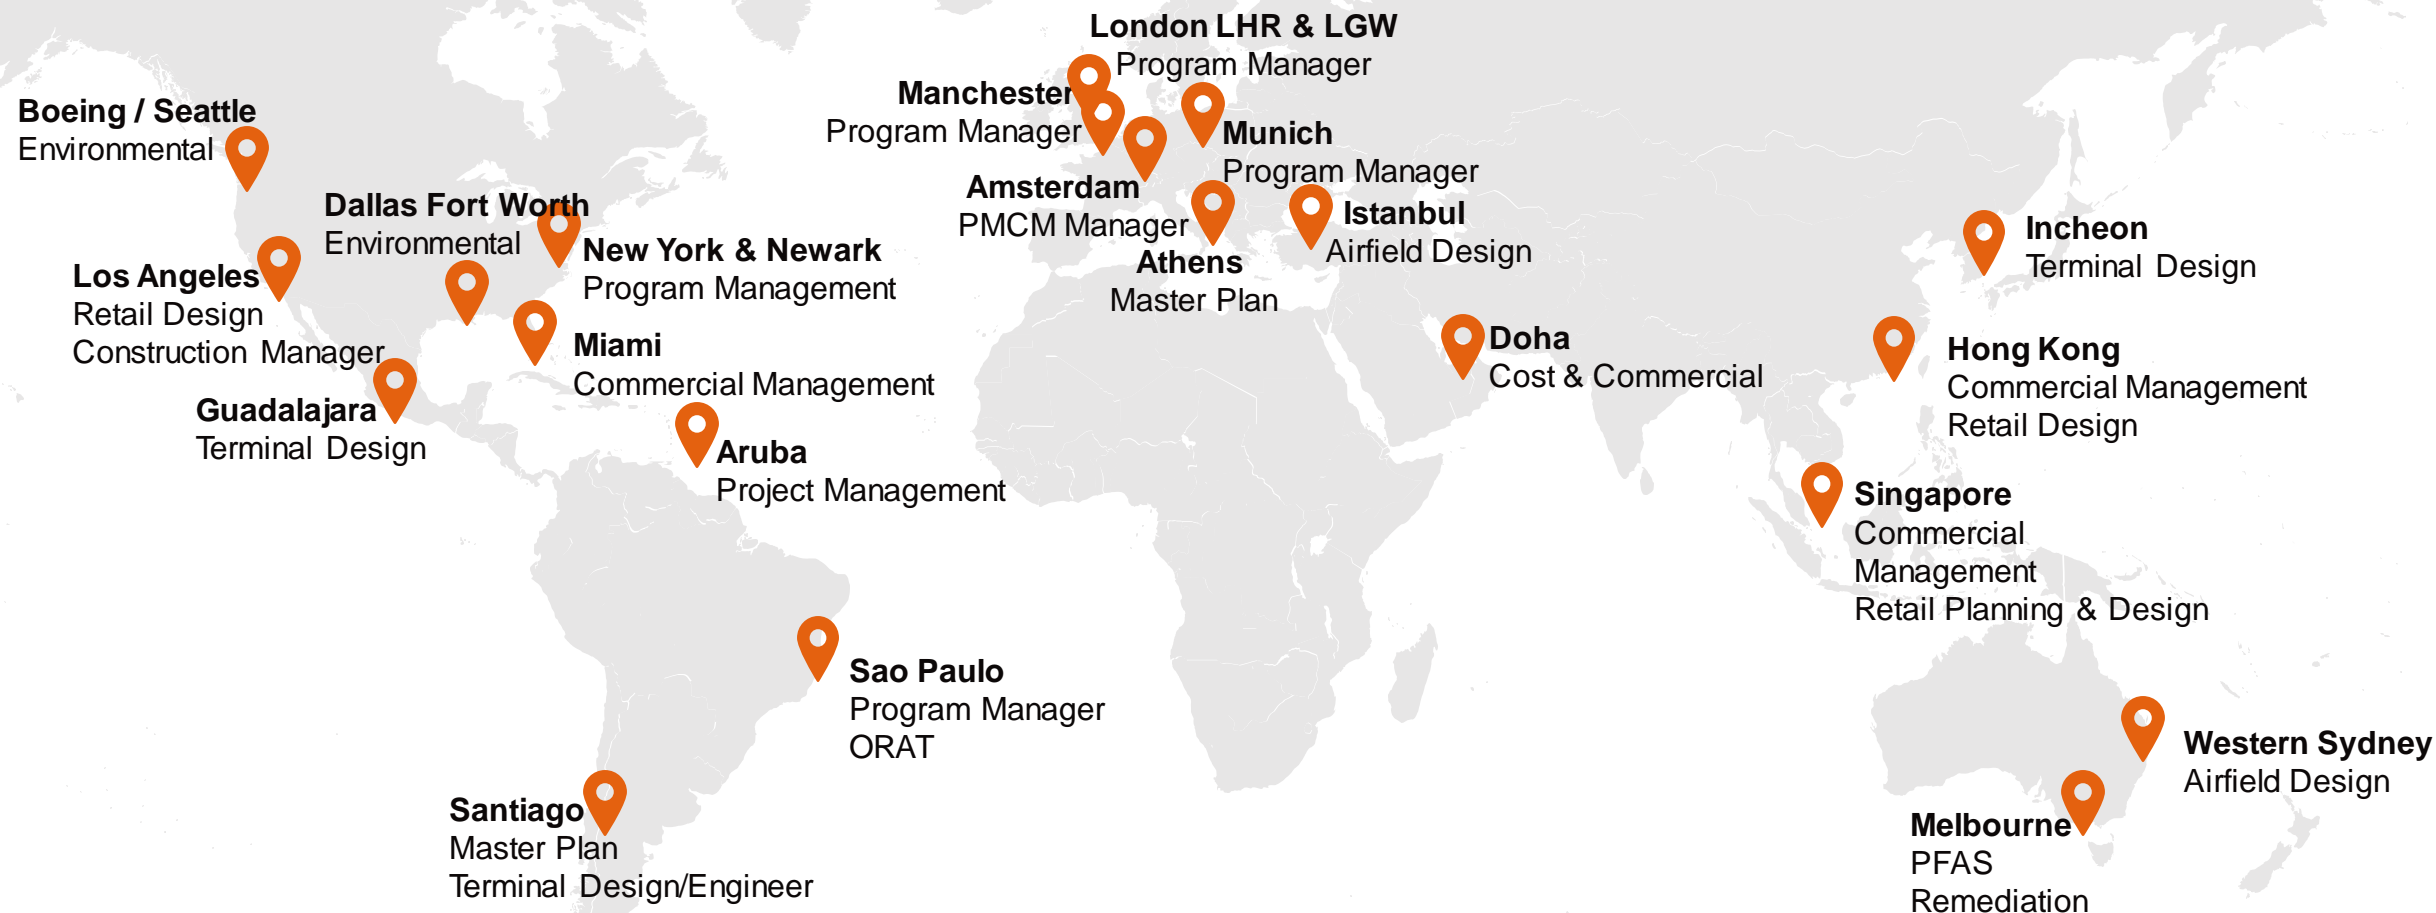 London LHR & LGW
Program Manager
Manchester
Program Manager
Boeing / Seattle
Environmental
Munich
Program Manager
Amsterdam
PMCM Manager
Dallas Fort Worth
Environmental
Istanbul
Airfield Design
Incheon
Terminal Design
New York & Newark
Program Management
Athens
Master Plan
Los Angeles
Retail Design
Construction Manager
Miami
Commercial Management
Doha
Cost & Commercial
Hong Kong
Commercial Management
Retail Design
Guadalajara
Terminal Design
Aruba
Project Management
Singapore
Commercial
Management
Retail Planning & Design
Sao Paulo
Program Manager
ORAT
Western Sydney
Airfield Design
Santiago
Master Plan
Terminal Design/Engineer
Melbourne
PFAS
Remediation